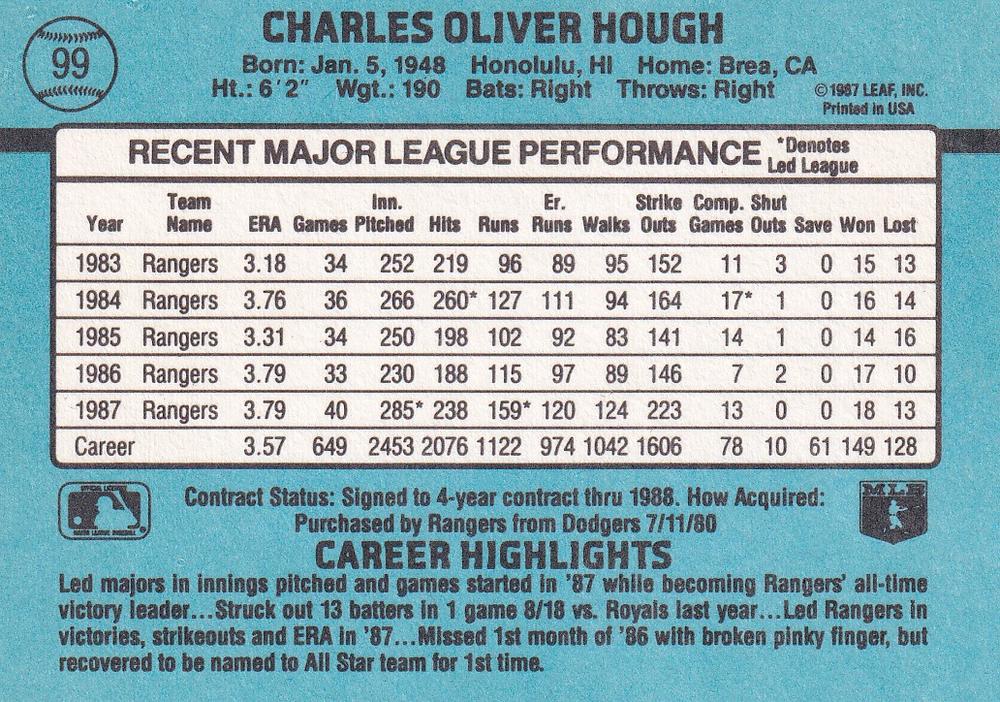 99
CHARLES OLIVER HOUGH
Born: Jan. 5, 1948 Honolulu, HI Home: Brea, CA
Ht.: 6'2" Wgt.: 190 Bats: Right Throws: Right
©1987 LEAF, INC.
Printed in USA
RECENT MAJOR LEAGUE PERFORMANCE *Denotes Led League
Year Team Name ERA Games Inn. Pitched Hits Runs Er. Runs Walks Strike Outs Comp. Games Shut Outs Save Won Lost
1983 Rangers 3.18 34 252 219 96 89 95 152 11 3 0 15 13
1984 Rangers 3.76 36 266 260* 127 111 94 164 17* 1 0 16 14
1985 Rangers 3.31 34 250 198 102 92 83 141 14 1 0 14 16
1986 Rangers 3.79 33 230 188 115 97 89 146 7 2 0 17 10
1987 Rangers 3.79 40 285* 238 159* 120 124 223 13 0 0 18 13
Career 3.57 649 2453 2076 1122 974 1042 1606 78 10 61 149 128
Contract Status: Signed to 4-year contract thru 1988. How Acquired:
Purchased by Rangers from Dodgers 7/11/80
MLB
CAREER HIGHLIGHTS
Led majors in innings pitched and games started in '87 while becoming Rangers' all-time
victory leader...Struck out 13 batters in 1 game 8/18 vs. Royals last year...Led Rangers in
victories, strikeouts and ERA in '87...Missed 1st month of '86 with broken pinky finger, but
recovered to be named to All Star team for 1st time.